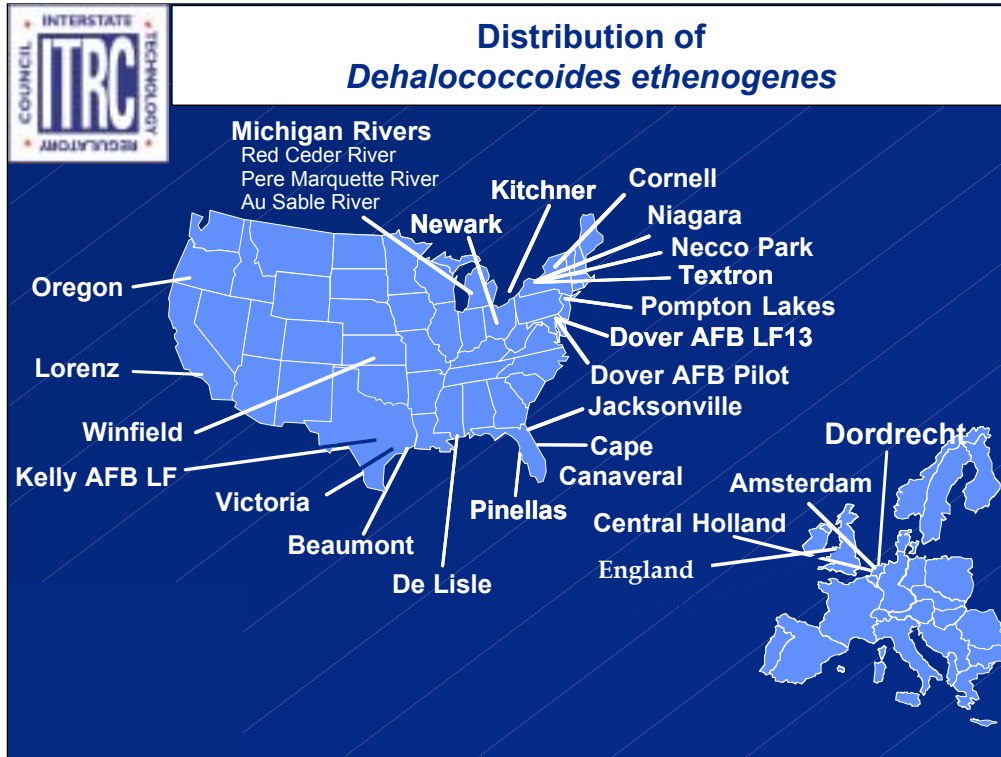 COUNCIL
INTERSTATE
TECHNOLOGY
REGULATORY
ITRC
Distribution of
Dehalococcoides ethenogenes
Michigan Rivers
Red Ceder River
Pere Marquette River
Au Sable River
Newark
Kitchner
Cornell
Niagara
Necco Park
Textron
Pompton Lakes
Dover AFB LF13
Dover AFB Pilot
Jacksonville
Cape
Canaveral
Pinellas
Oregon
Lorenz
Winfield
Kelly AFB LF
Victoria
Beaumont
De Lisle
Dordrecht
Amsterdam
Central Holland
England